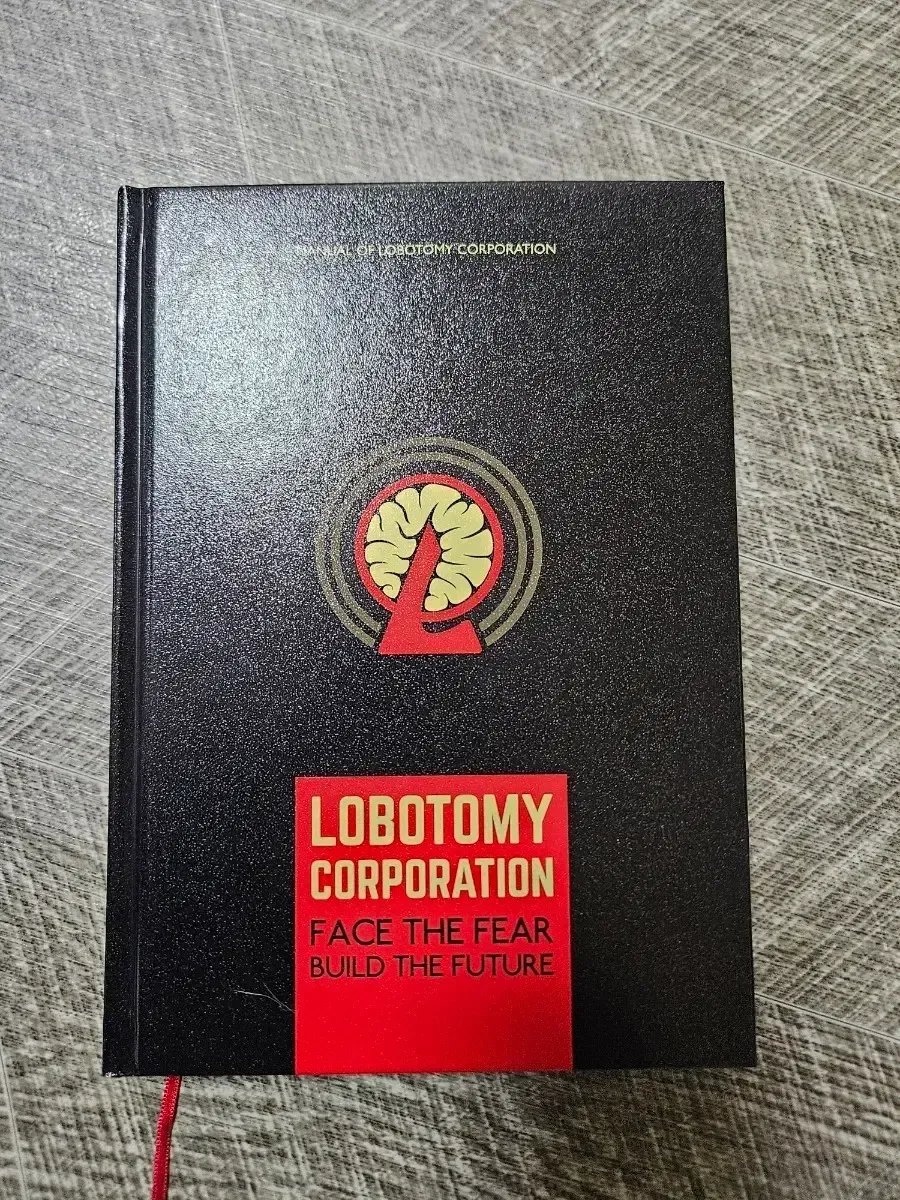 MANUAL OF LOBOTOMY CORPORATION
LOBOTOMY
CORPORATION
FACE THE FEAR
BUILD THE FUTURE